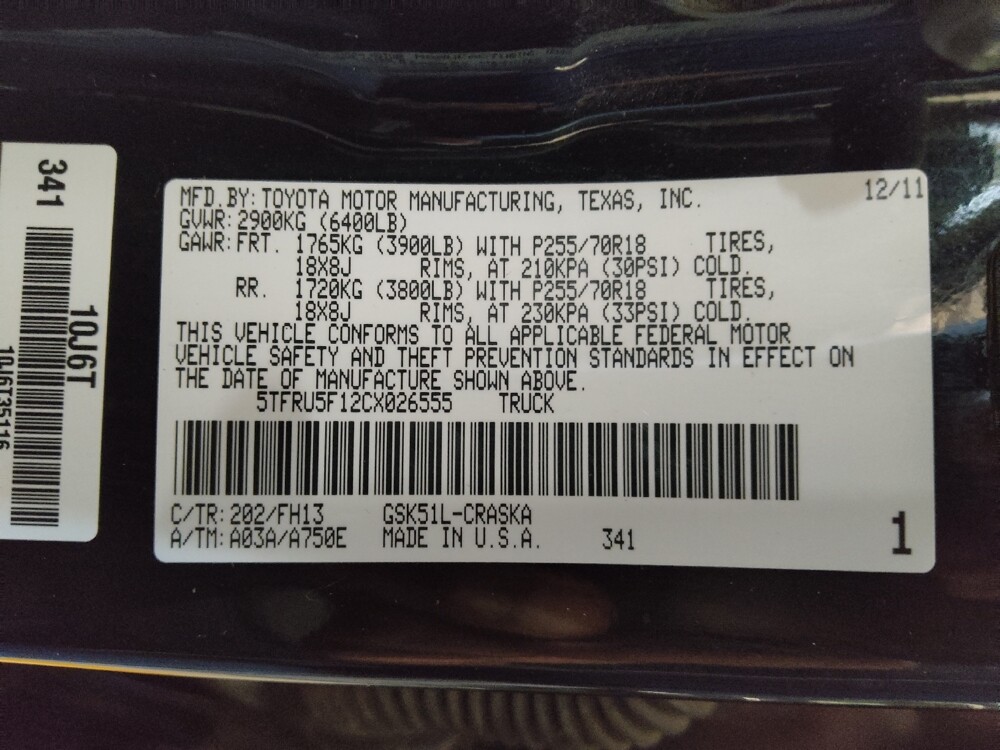 341
1QJ6T
1QJ6T35116
MFD.BY: TOYOTA MOTOR MANUFACTURING, TEXAS, INC. 12/11
GVWR: 2900KG (6400LB)
GAWR: FRT. 1765KG (3900LB) WITH P255/70R18 TIRES,
18X8J RIMS, AT 210KPA (30PSI) COLD.
RR. 1720KG (3800LB) WITH P255/70R18 TIRES,
18X8J RIMS, AT 230KPA (33PSI) COLD.
THIS VEHICLE CONFORMS TO ALL APPLICABLE FEDERAL MOTOR
VEHICLE SAFETY AND THEFT PREVENTION STANDARDS IN EFFECT ON
THE DATE OF MANUFACTURE SHOWN ABOVE.
5TFRU5F12CX026555 TRUCK
C/TR: 202/FH13 GSK51L-CRASKA
A/TM: A03A/A750E MADE IN U.S.A. 341
1